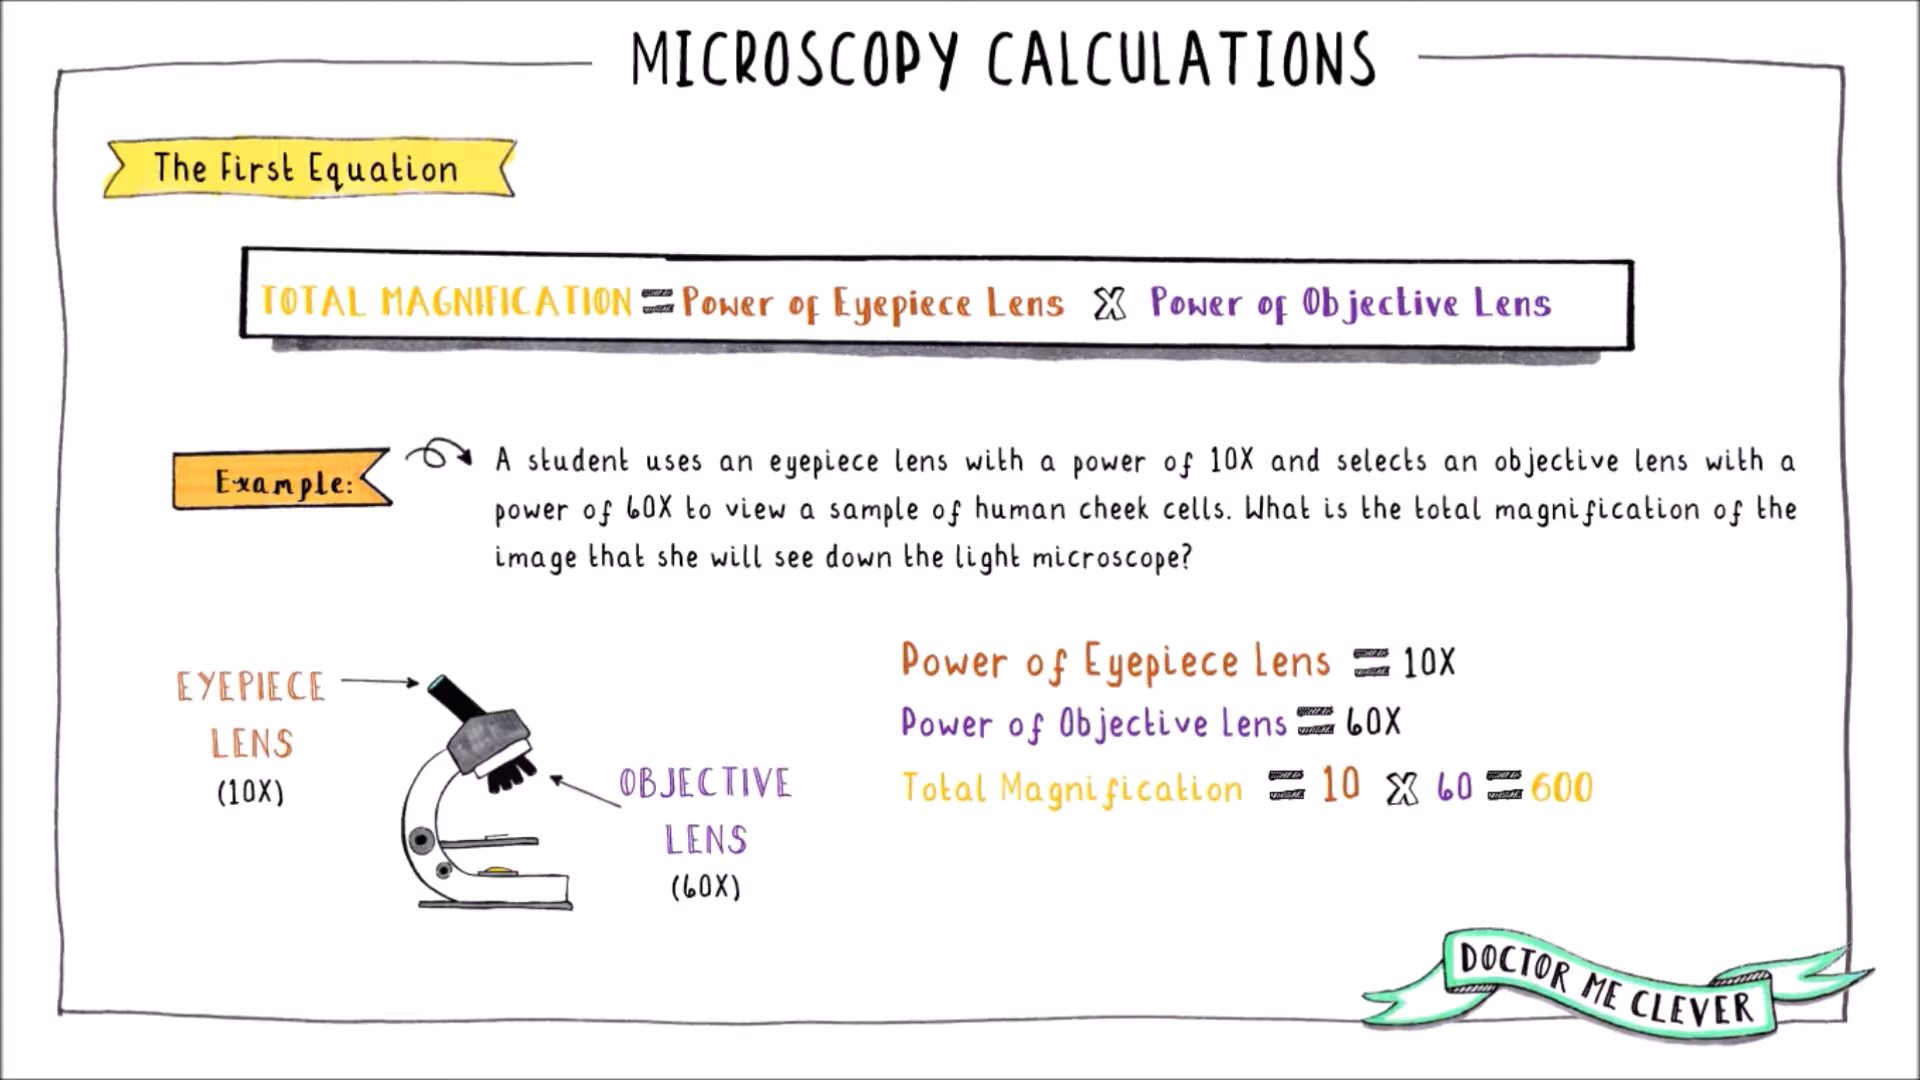 MICROSCOPY CALCULATIONS
The First Equation
TOTAL MAGNIFICATION = Power of Eyepiece Lens X Power of Objective Lens
Example:
A student uses an eyepiece lens with a power of 10X and selects an objective lens with a
power of 60X to view a sample of human cheek cells. What is the total magnification of the
image that she will see down the light microscope?
EYEPIECE
LENS
(10X)
OBJECTIVE
LENS
(60X)
Power of Eyepiece Lens = 10X
Power of Objective Lens = 60X
Total Magnification = 10 X 60 = 600
DOCTOR ME CLEVER